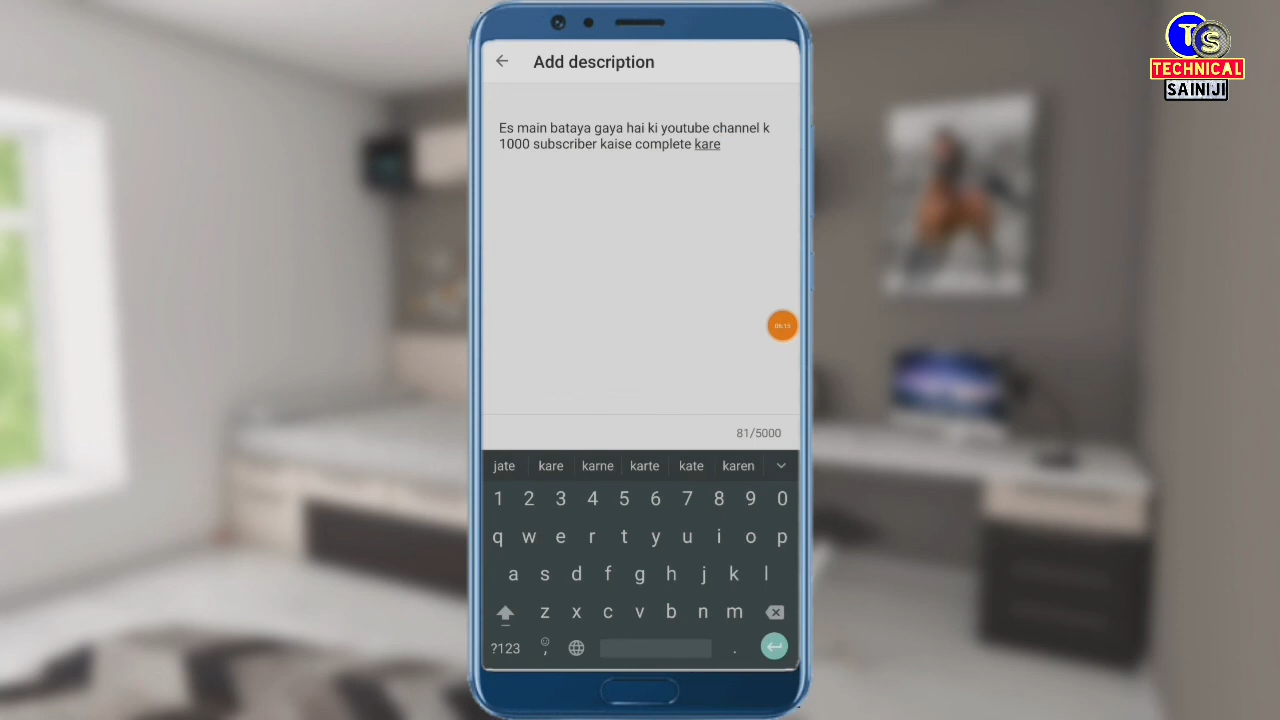 TS
TECHNICAL
SAINIJI
Add description
Es main bataya gaya hai ki youtube channel k
1000 subscriber kaise complete kare
81/5000
jate kare karne karte kate karen
1 2 3 4 5 6 7 8 9 0
q w e r t y u i o p
a s d f g h j k l
z x c v b n m
?123 , .